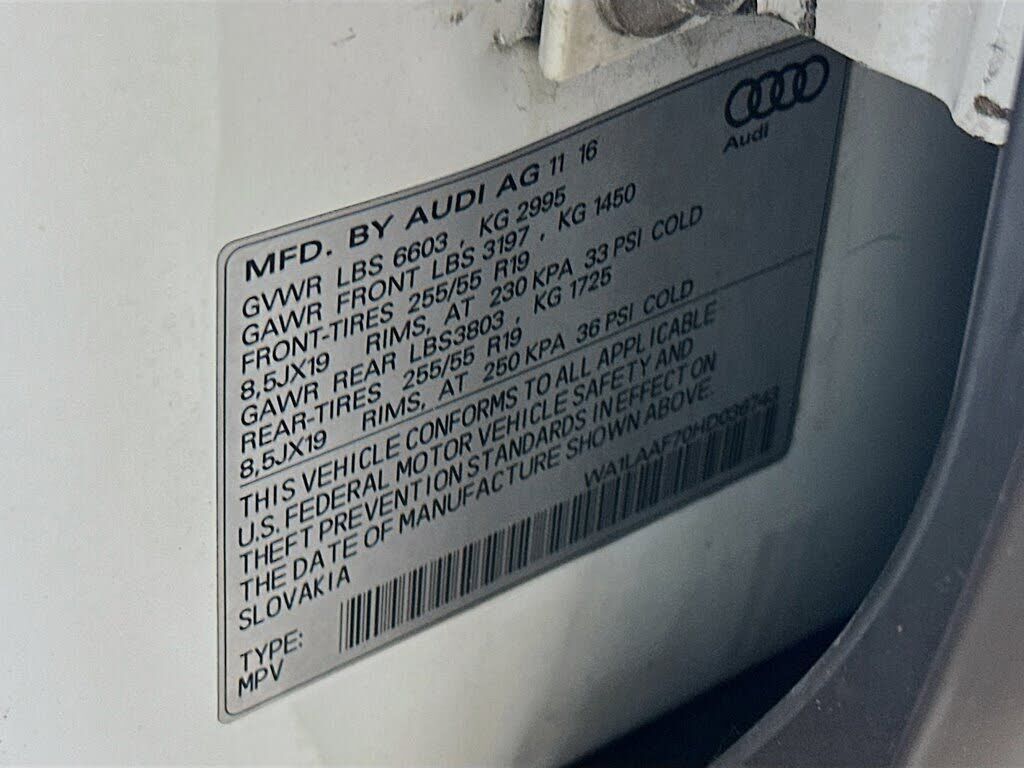 Audi
MFD. BY AUDI AG 11 16
GVWR LBS 6603 , KG 2995
GAWR FRONT LBS 3197 , KG 1450
FRONT-TIRES 255/55 R19
8,5JX19 RIMS, AT 230 KPA 33 PSI COLD
GAWR REAR LBS3803 , KG 1725
REAR-TIRES 255/55 R19
8,5JX19 RIMS, AT 250 KPA 36 PSI COLD
THIS VEHICLE CONFORMS TO ALL APPLICABLE
U.S. FEDERAL MOTOR VEHICLE SAFETY AND
THEFT PREVENTION STANDARDS IN EFFECT ON
THE DATE OF MANUFACTURE SHOWN ABOVE.
SLOVAKIA
WA1LAAF70HD036743
TYPE:
MPV